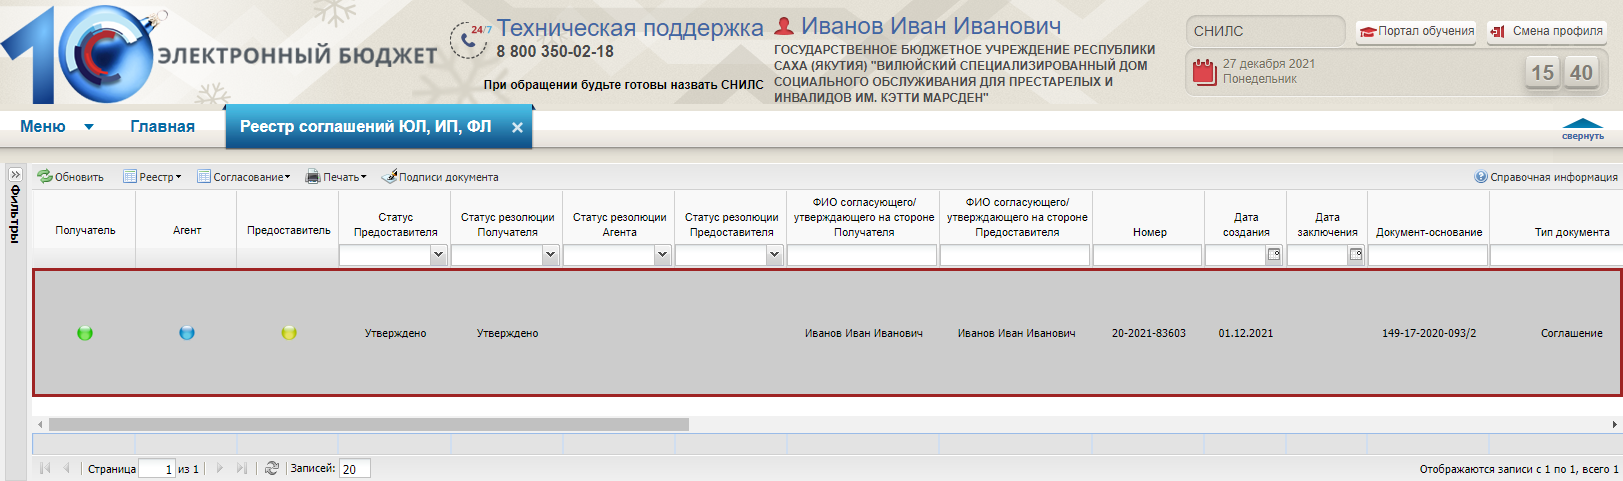 10
ЭЛЕКТРОННЫЙ БЮДЖЕТ
24/7
Техническая поддержка
8 800 350-02-18
При обращении будьте готовы назвать СНИЛС
Иванов Иван Иванович
ГОСУДАРСТВЕННОЕ БЮДЖЕТНОЕ УЧРЕЖДЕНИЕ РЕСПУБЛИКИ
САХА (ЯКУТИЯ) "ВИЛЮЙСКИЙ СПЕЦИАЛИЗИРОВАННЫЙ ДОМ
СОЦИАЛЬНОГО ОБСЛУЖИВАНИЯ ДЛЯ ПРЕСТАРЕЛЫХ И
ИНВАЛИДОВ ИМ. КЭТТИ МАРСДЕН"
СНИЛС
Портал обучения
Смена профиля
27 декабря 2021
Понедельник
15 40
Меню
Главная
Реестр соглашений ЮЛ, ИП, ФЛ
свернуть
Фильтры
Обновить
Реестр
Согласование
Печать
Подписи документа
Справочная информация
Получатель
Агент
Предоставитель
Статус
Предоставителя
Статус резолюции
Получателя
Статус резолюции
Агента
Статус резолюции
Предоставителя
ФИО согласующего/
утверждающего на стороне
Получателя
ФИО согласующего/
утверждающего на стороне
Предоставителя
Номер
Дата
создания
Дата
заключения
Документ-основание
Тип документа
Утверждено
Утверждено
Иванов Иван Иванович
Иванов Иван Иванович
20-2021-83603
01.12.2021
149-17-2020-093/2
Соглашение
Страница 1 из 1
Записей: 20
Отображаются записи с 1 по 1, всего 1